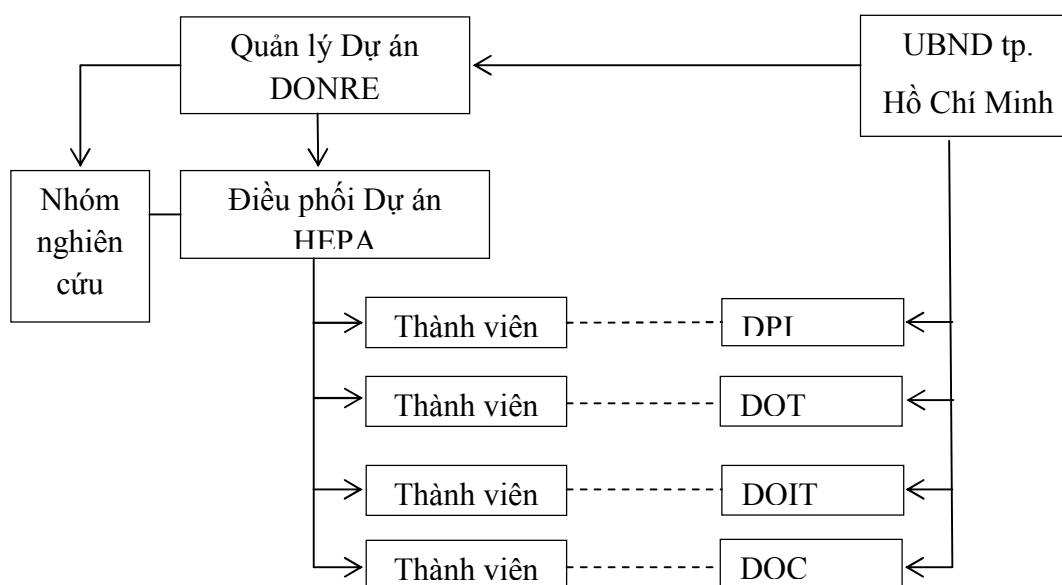 Quản lý Dự án
DONRE
UBND tp.
Hồ Chí Minh
Nhóm
nghiên
cứu
Điều phối Dự án
HEPA
Thành viên
DPI
Thành viên
DOT
Thành viên
DOIT
Thành viên
DOC